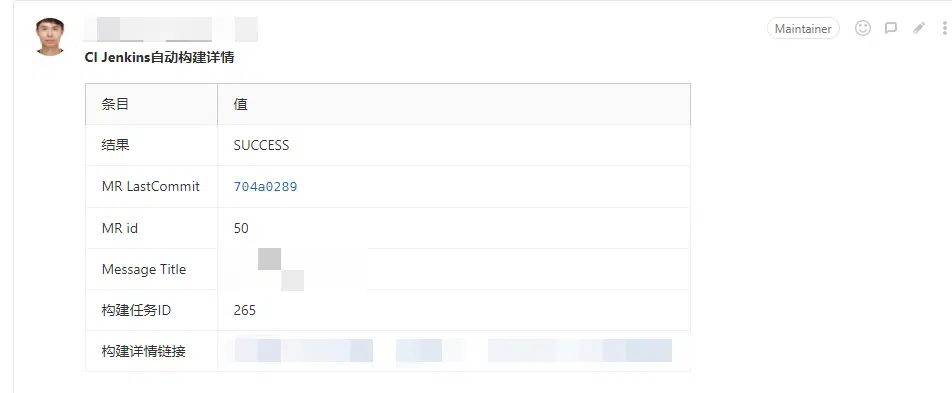 Maintainer
CI Jenkins自动构建详情
条目 值
结果 SUCCESS
MR LastCommit 704a0289
MR id 50
Message Title
构建任务ID 265
构建详情链接